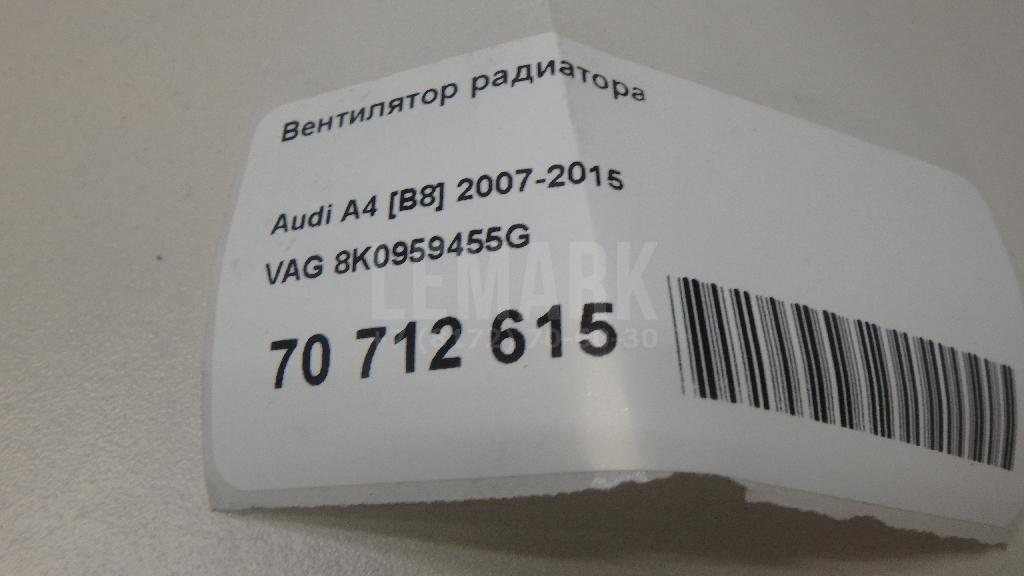 Вентилятор радиатора
Audi A4 [B8] 2007-2015
VAG 8K0959455G
LEMARK
70 712 615